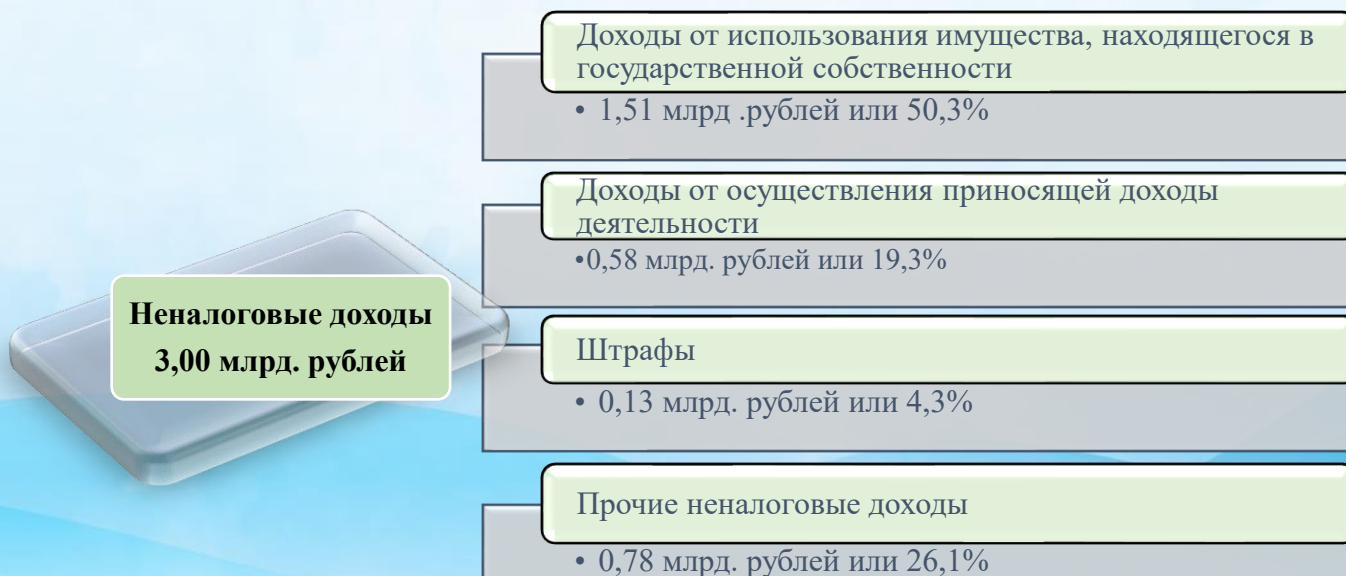 Доходы от использования имущества, находящегося в
государственной собственности
• 1,51 млрд .рублей или 50,3%
Доходы от осуществления приносящей доходы
деятельности
•0,58 млрд. рублей или 19,3%
Неналоговые доходы
3,00 млрд. рублей
Штрафы
• 0,13 млрд. рублей или 4,3%
Прочие неналоговые доходы
• 0,78 млрд. рублей или 26,1%